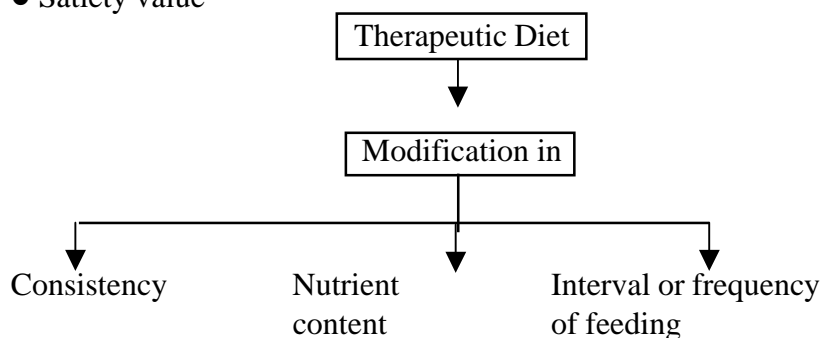 ● Satiety value
Therapeutic Diet
Modification in
Consistency Nutrient Interval or frequency
content of feeding